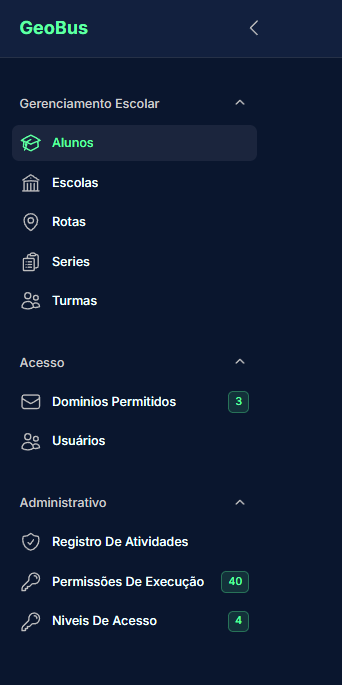 GeoBus
Gerenciamento Escolar
Alunos
Escolas
Rotas
Series
Turmas
Acesso
Dominios Permitidos 3
Usuários
Administrativo
Registro De Atividades
Permissões De Execução 40
Niveis De Acesso 4